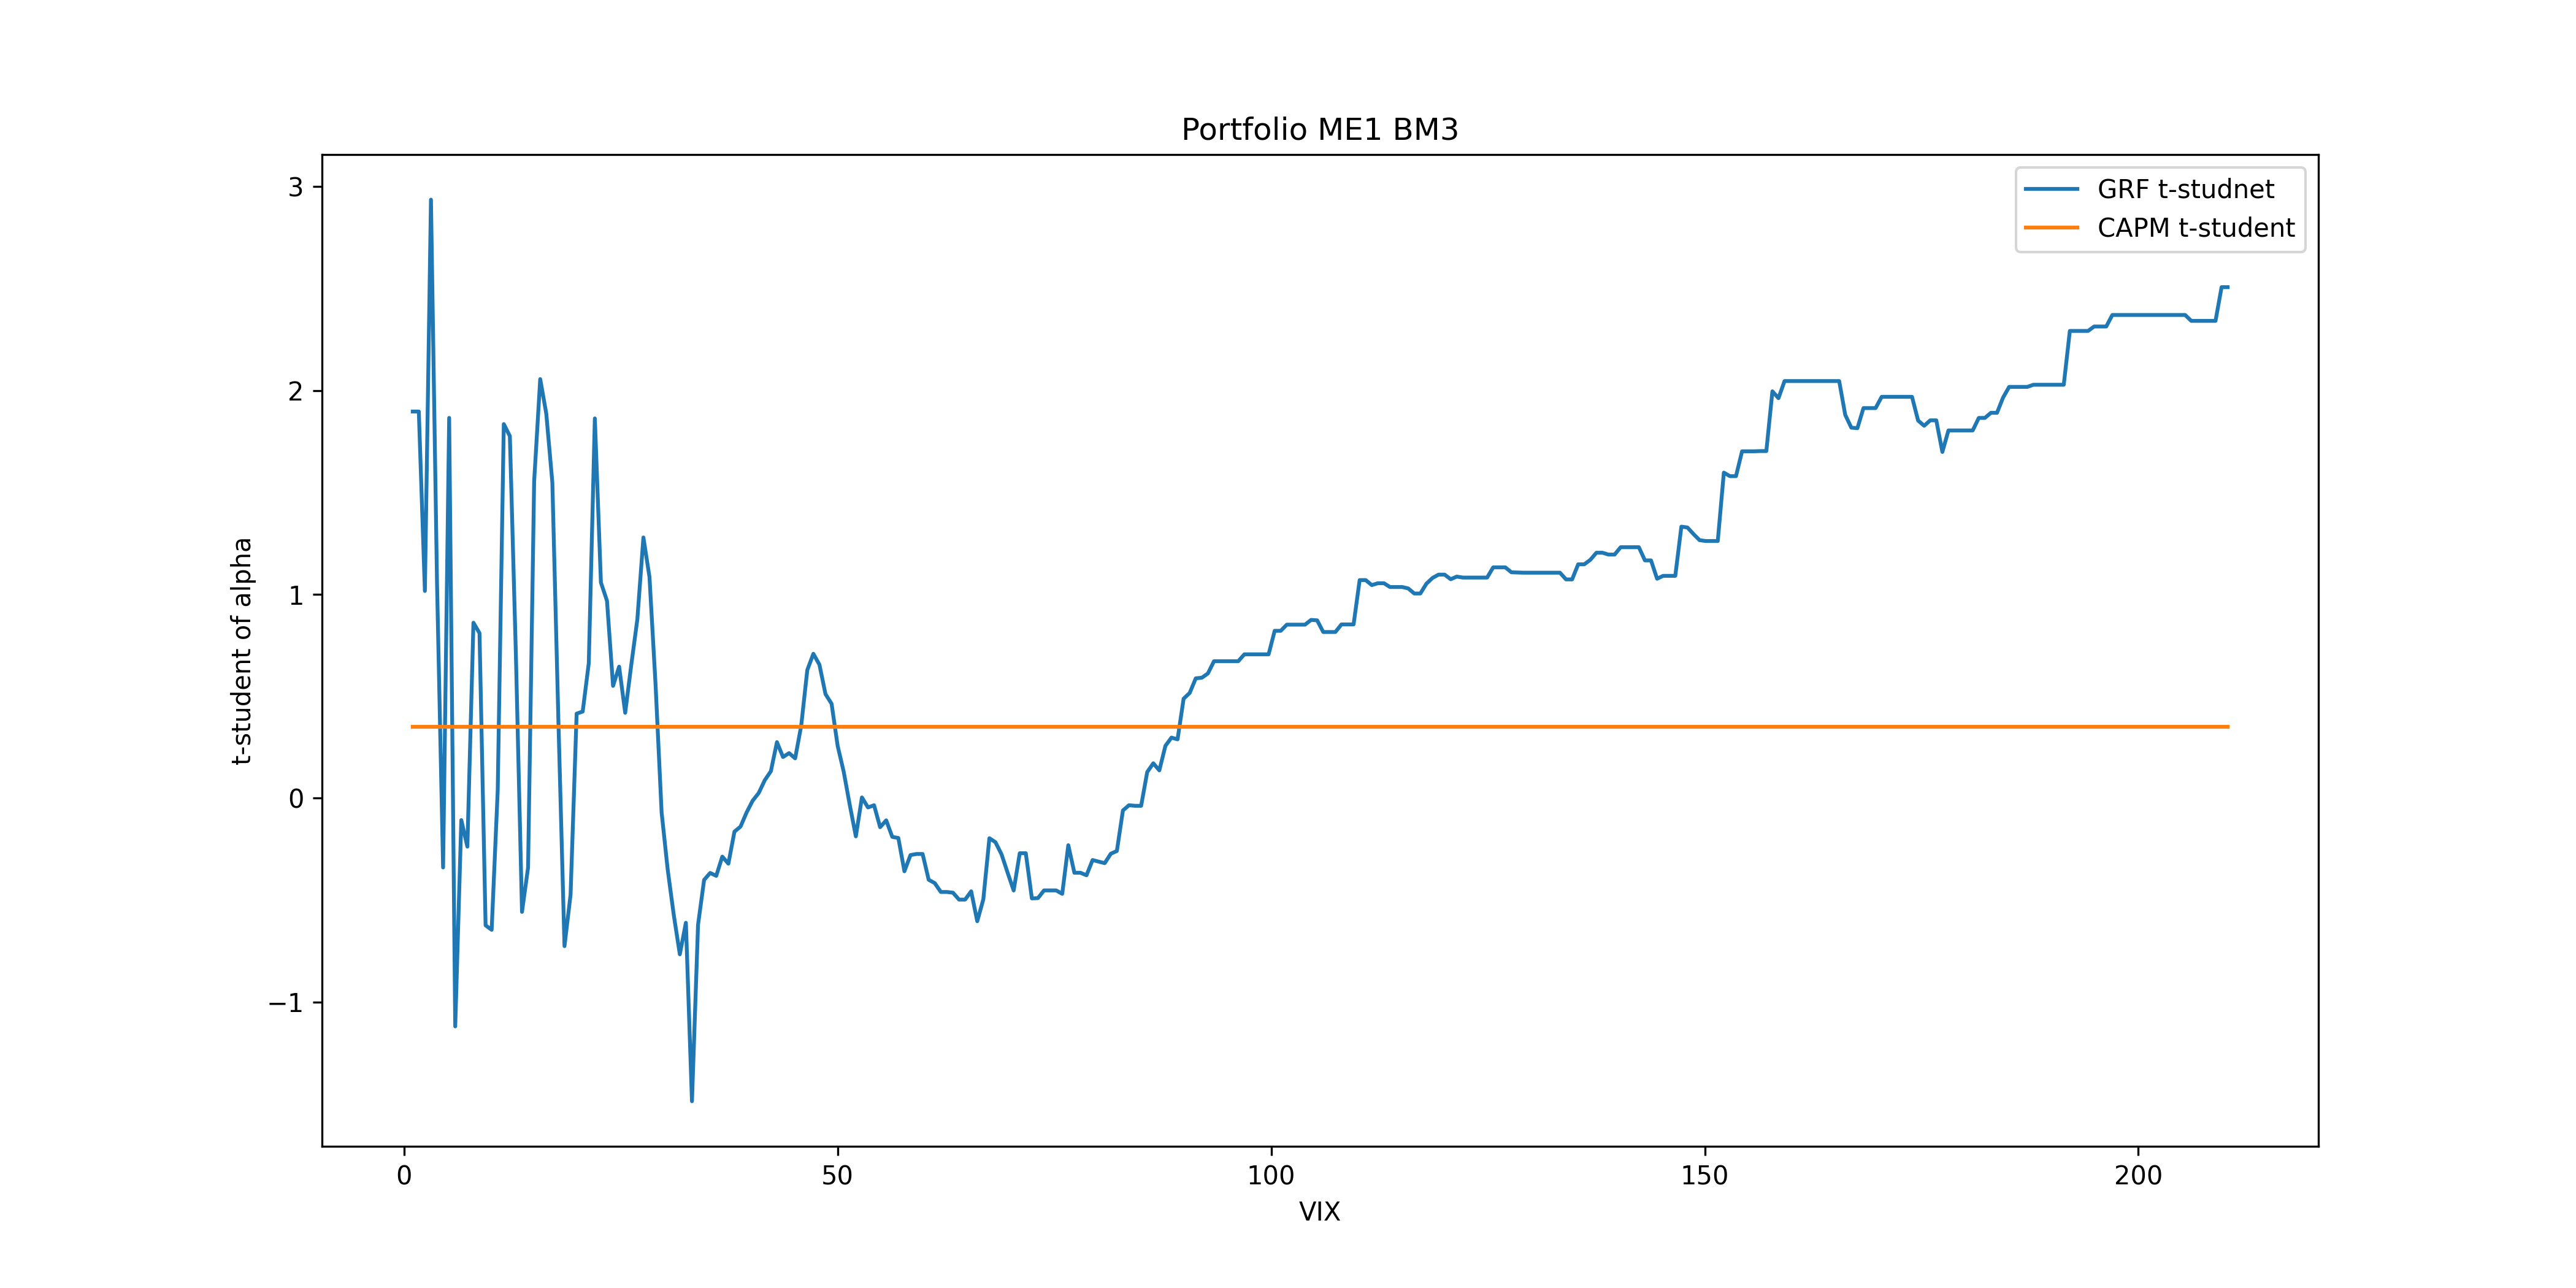 Portfolio ME1 BM3
GRF t-studnet
CAPM t-student
t-student of alpha
3
2
1
0
−1
0 50 100 150 200
VIX